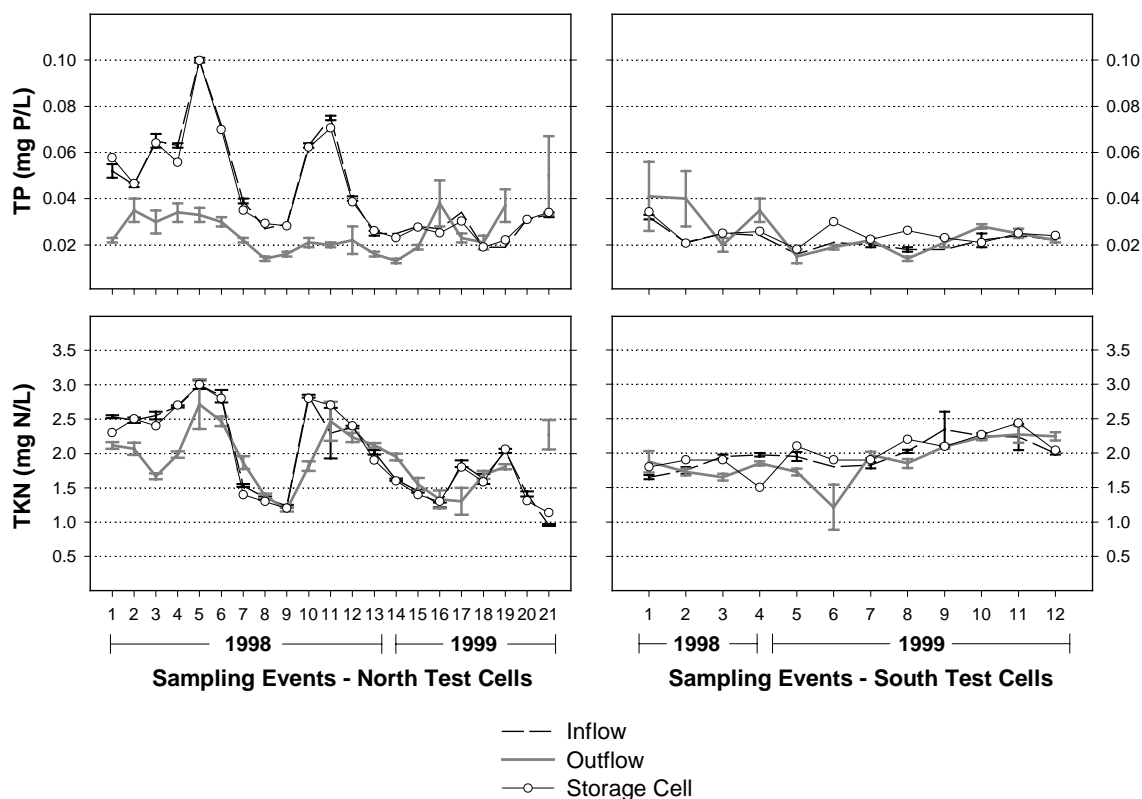 TP (mg P/L)
0.10
0.08
0.06
0.04
0.02
0.10
0.08
0.06
0.04
0.02
TKN (mg N/L)
3.5
3.0
2.5
2.0
1.5
1.0
0.5
3.5
3.0
2.5
2.0
1.5
1.0
0.5
1 2 3 4 5 6 7 8 9 10 11 12 13 14 15 16 17 18 19 20 21
1 2 3 4 5 6 7 8 9 10 11 12
1998 1999
1998 1999
Sampling Events - North Test Cells
Sampling Events - South Test Cells
Inflow
Outflow
Storage Cell